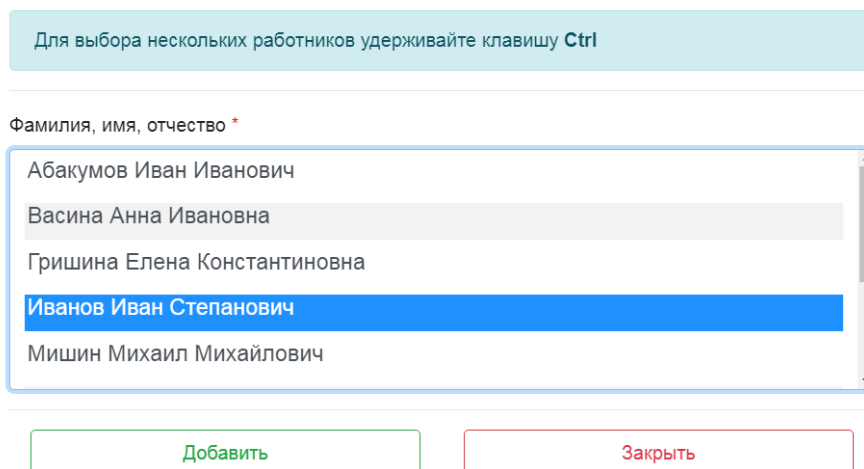 Для выбора нескольких работников удерживайте клавишу Ctrl
Фамилия, имя, отчество *
Абакумов Иван Иванович
Васина Анна Ивановна
Гришина Елена Константиновна
Иванов Иван Степанович
Мишин Михаил Михайлович
Добавить Закрыть